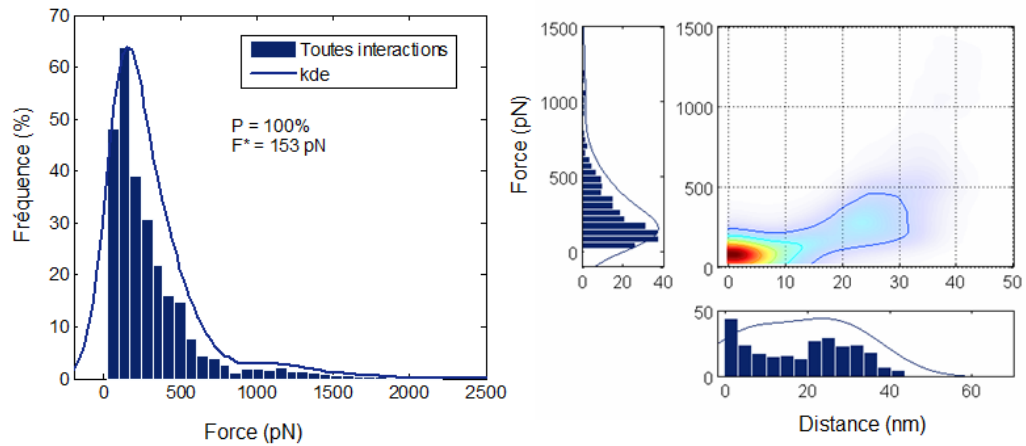 70
60
50
40
30
20
10
0
Fréquence (%)
Toutes interactions
kde
P = 100%
F* = 153 pN
0 500 1000 1500 2000 2500
Force (pN)
1500
1000
500
0
Force (pN)
0 20 40
1500
1000
500
0
0 10 20 30 40 50
50
0
0 20 40 60
Distance (nm)